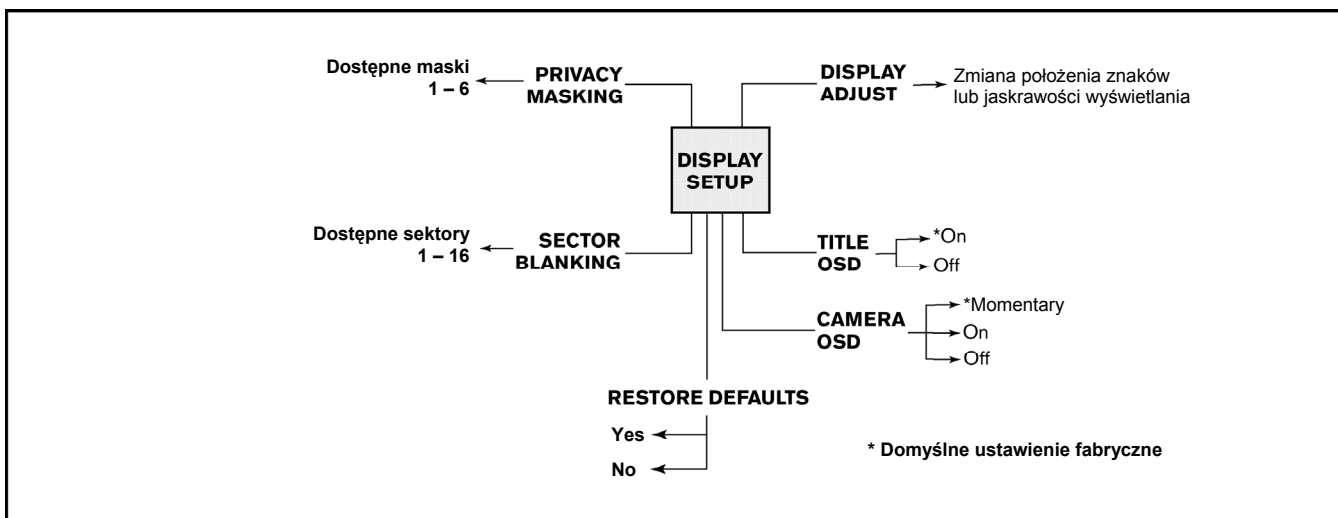 Dostępne maski
1 – 6
PRIVACY
MASKING
DISPLAY
ADJUST
Zmiana położenia znaków
lub jaskrawości wyświetlania
DISPLAY
SETUP
Dostępne sektory
1 – 16
SECTOR
BLANKING
TITLE
OSD
*On
Off
CAMERA
OSD
*Momentary
On
Off
RESTORE DEFAULTS
Yes
No
* Domyślne ustawienie fabryczne